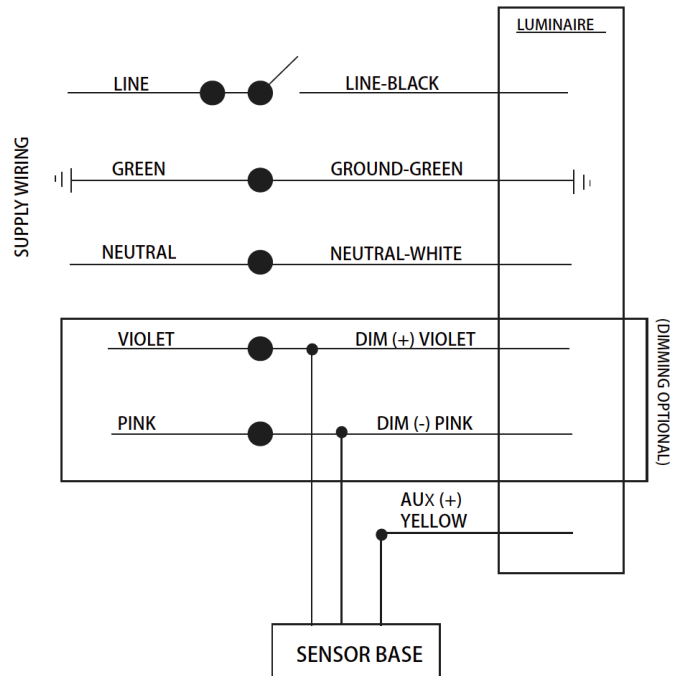 LUMINAIRE
LINE
LINE-BLACK
SUPPLY WIRING
GREEN
GROUND-GREEN
NEUTRAL
NEUTRAL-WHITE
VIOLET
DIM (+) VIOLET
(DIMMING OPTIONAL)
PINK
DIM (-) PINK
AUX (+)
YELLOW
SENSOR BASE